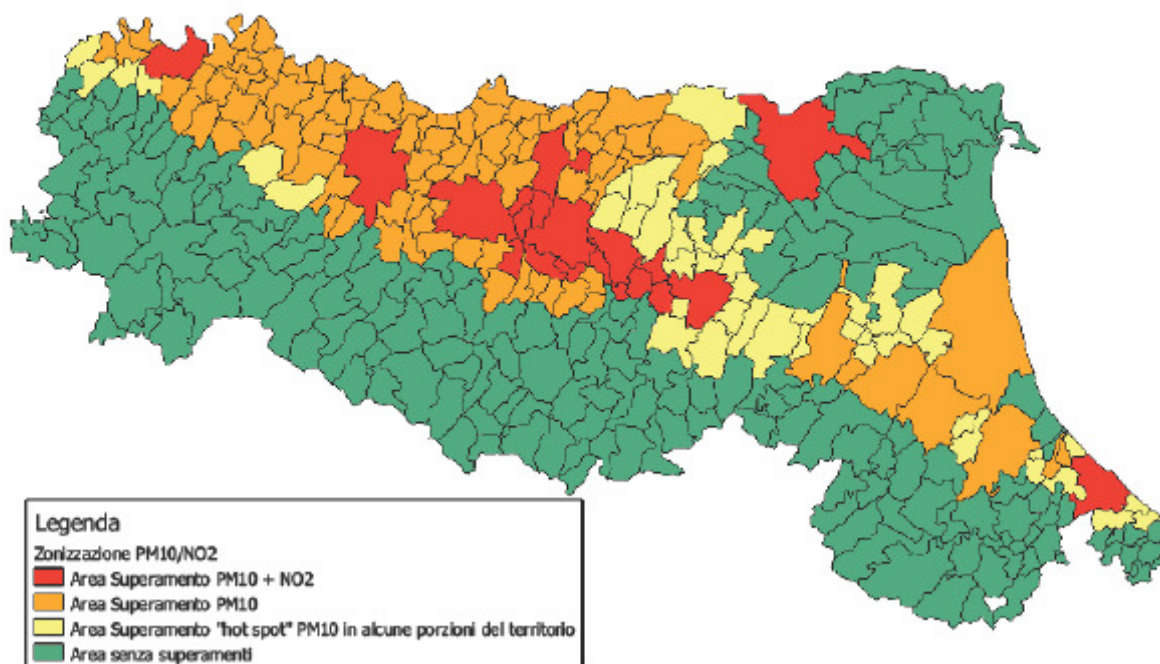 Legenda
Zonizzazione PM10/NO2
Area Superamento PM10 + NO2
Area Superamento PM10
Area Superamento "hot spot" PM10 in alcune porzioni del territorio
Area senza superamenti